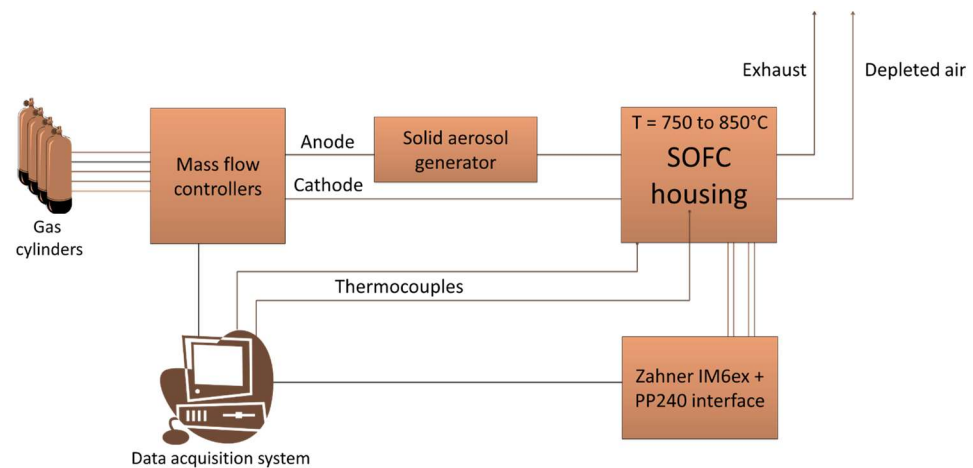 Exhaust
Depleted air
Gas
cylinders
Mass flow
controllers
Anode
Cathode
Solid aerosol
generator
T = 750 to 850°C
SOFC
housing
Thermocouples
Zahner IM6ex +
PP240 interface
Data acquisition system